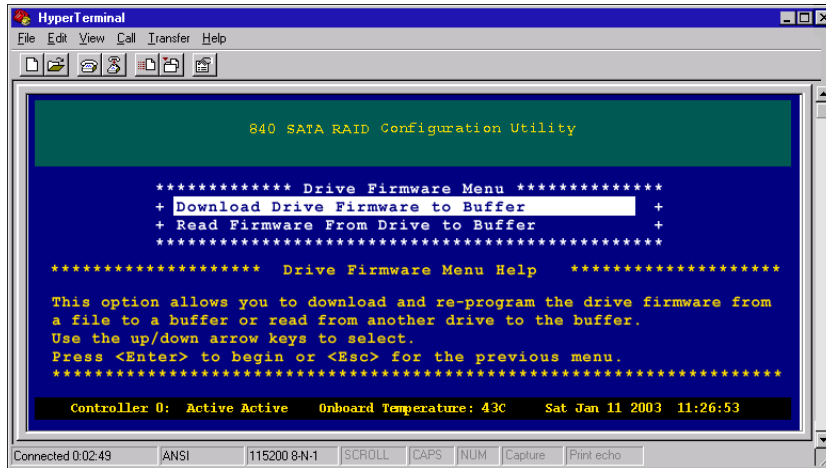 HyperTerminal
File Edit View Call Transfer Help
840 SATA RAID Configuration Utility
************* Drive Firmware Menu **************
+ Download Drive Firmware to Buffer +
+ Read Firmware From Drive to Buffer +
************************************************
******************** Drive Firmware Menu Help ********************
This option allows you to download and re-program the drive firmware from
a file to a buffer or read from another drive to the buffer.
Use the up/down arrow keys to select.
Press <Enter> to begin or <Esc> for the previous menu.
*********************************************************************
Controller 0: Active Active Onboard Temperature: 43C Sat Jan 11 2003 11:26:53
Connected 0:02:49 ANSI 115200 8-N-1 SCROLL CAPS NUM Capture Print echo